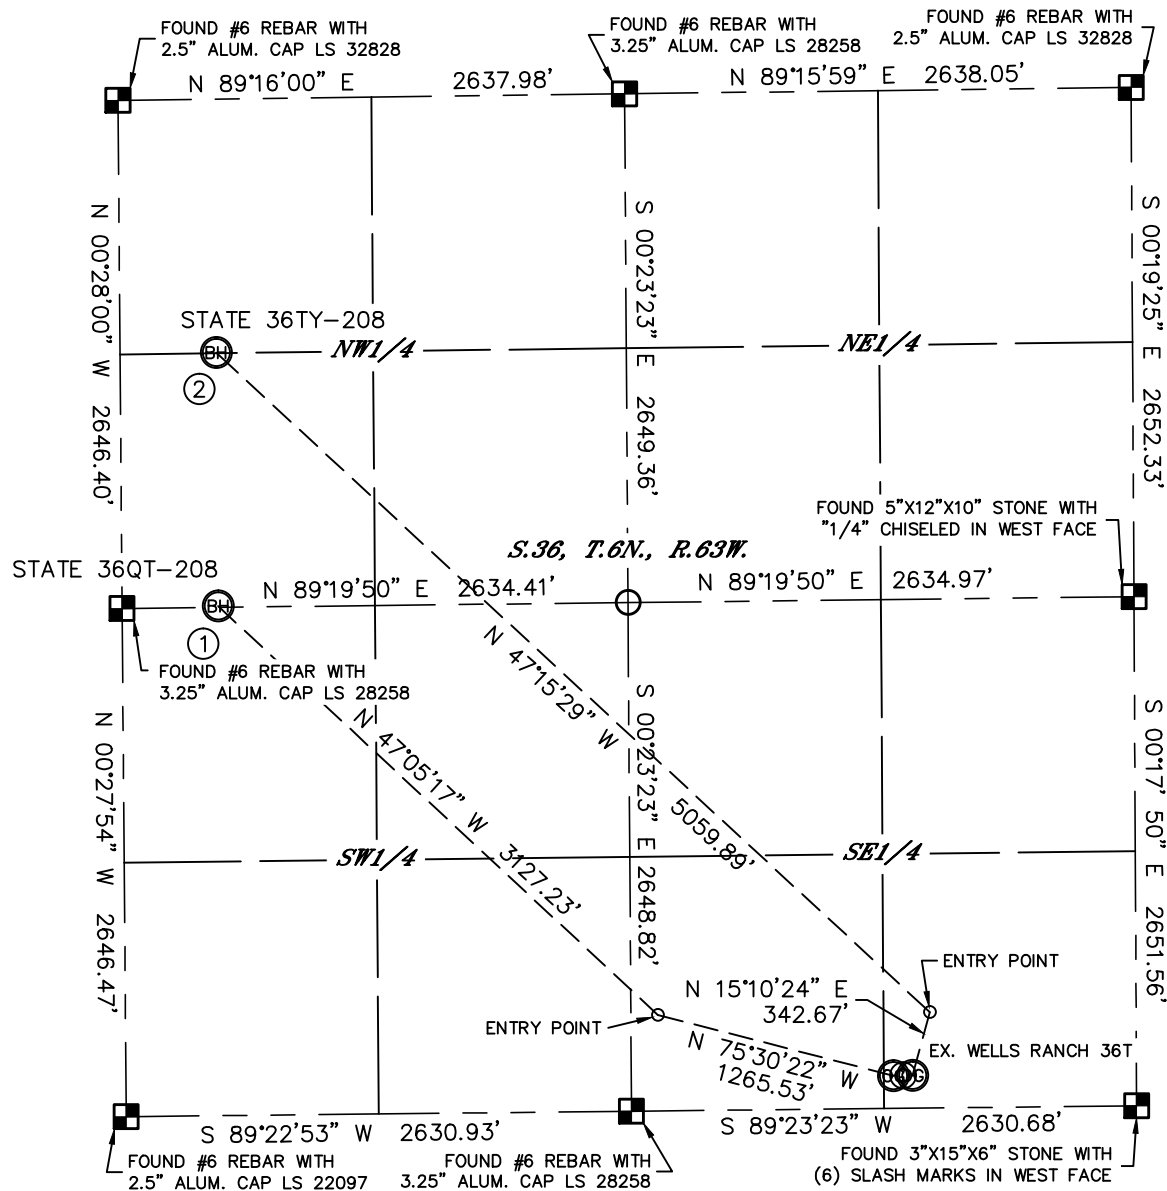 FOUND #6 REBAR WITH
2.5" ALUM. CAP LS 32828
FOUND #6 REBAR WITH
3.25" ALUM. CAP LS 28258
FOUND #6 REBAR WITH
2.5" ALUM. CAP LS 32828
N 89°16'00" E 2637.98'
N 89°15'59" E 2638.05'
N 00°28'00" W 2646.40'
S 00°23'23" E 2649.36'
S 00°19'25" E 2652.33'
STATE 36TY-208
BH
NW1/4
NE1/4
2
FOUND 5"X12"X10" STONE WITH
"1/4" CHISELED IN WEST FACE
S.36, T.6N., R.63W.
STATE 36QT-208
N 89°19'50" E 2634.41'
N 89°19'50" E 2634.97'
BH
1
FOUND #6 REBAR WITH
3.25" ALUM. CAP LS 28258
N 47°15'29" W 5059.89'
N 47°05'17" W 3127.23'
N 00°27'54" W 2646.47'
S 00°23'23" E 2648.82'
S 00°17' 50" E 2651.56'
SW1/4
SE1/4
ENTRY POINT
N 15°10'24" E
342.67'
ENTRY POINT
EX. WELLS RANCH 36T
N 75°30'22" W
1265.53'
S 89°22'53" W 2630.93'
S 89°23'23" W 2630.68'
FOUND #6 REBAR WITH
2.5" ALUM. CAP LS 22097
FOUND #6 REBAR WITH
3.25" ALUM. CAP LS 28258
FOUND 3"X15"X6" STONE WITH
(6) SLASH MARKS IN WEST FACE